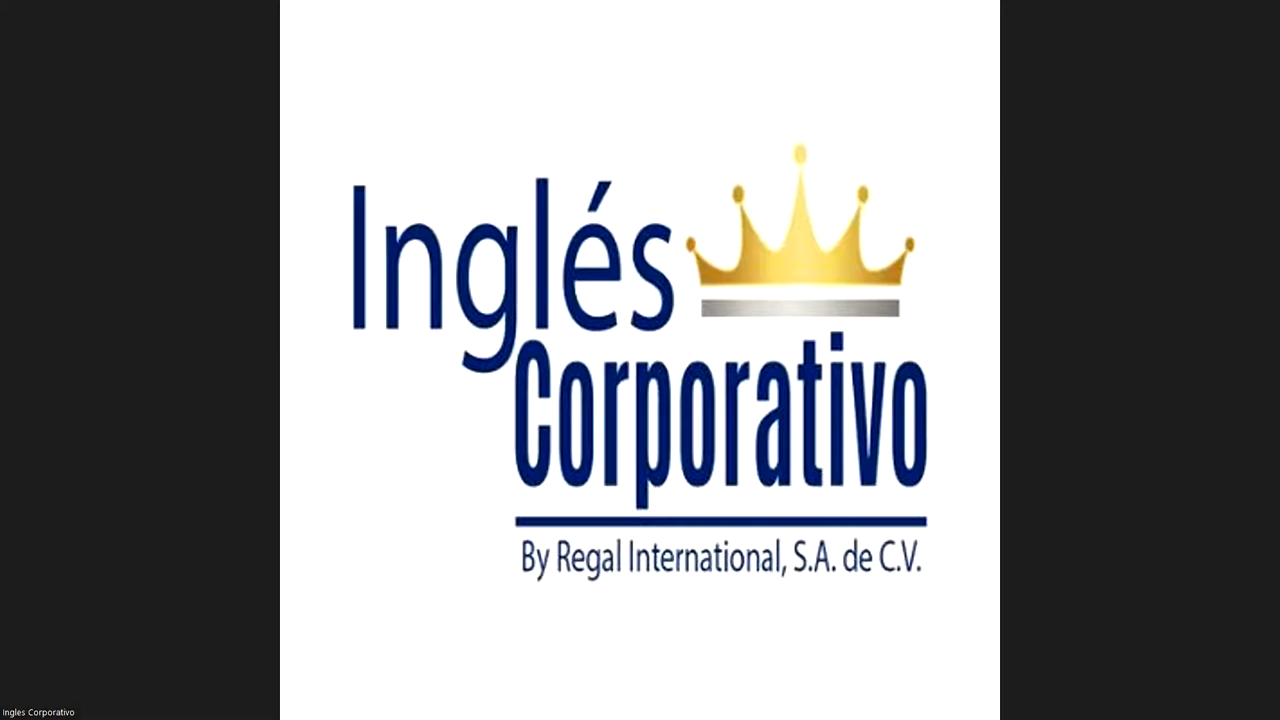 Inglés
Corporativo
By Regal International, S.A. de C.V.
Ingles Corporativo